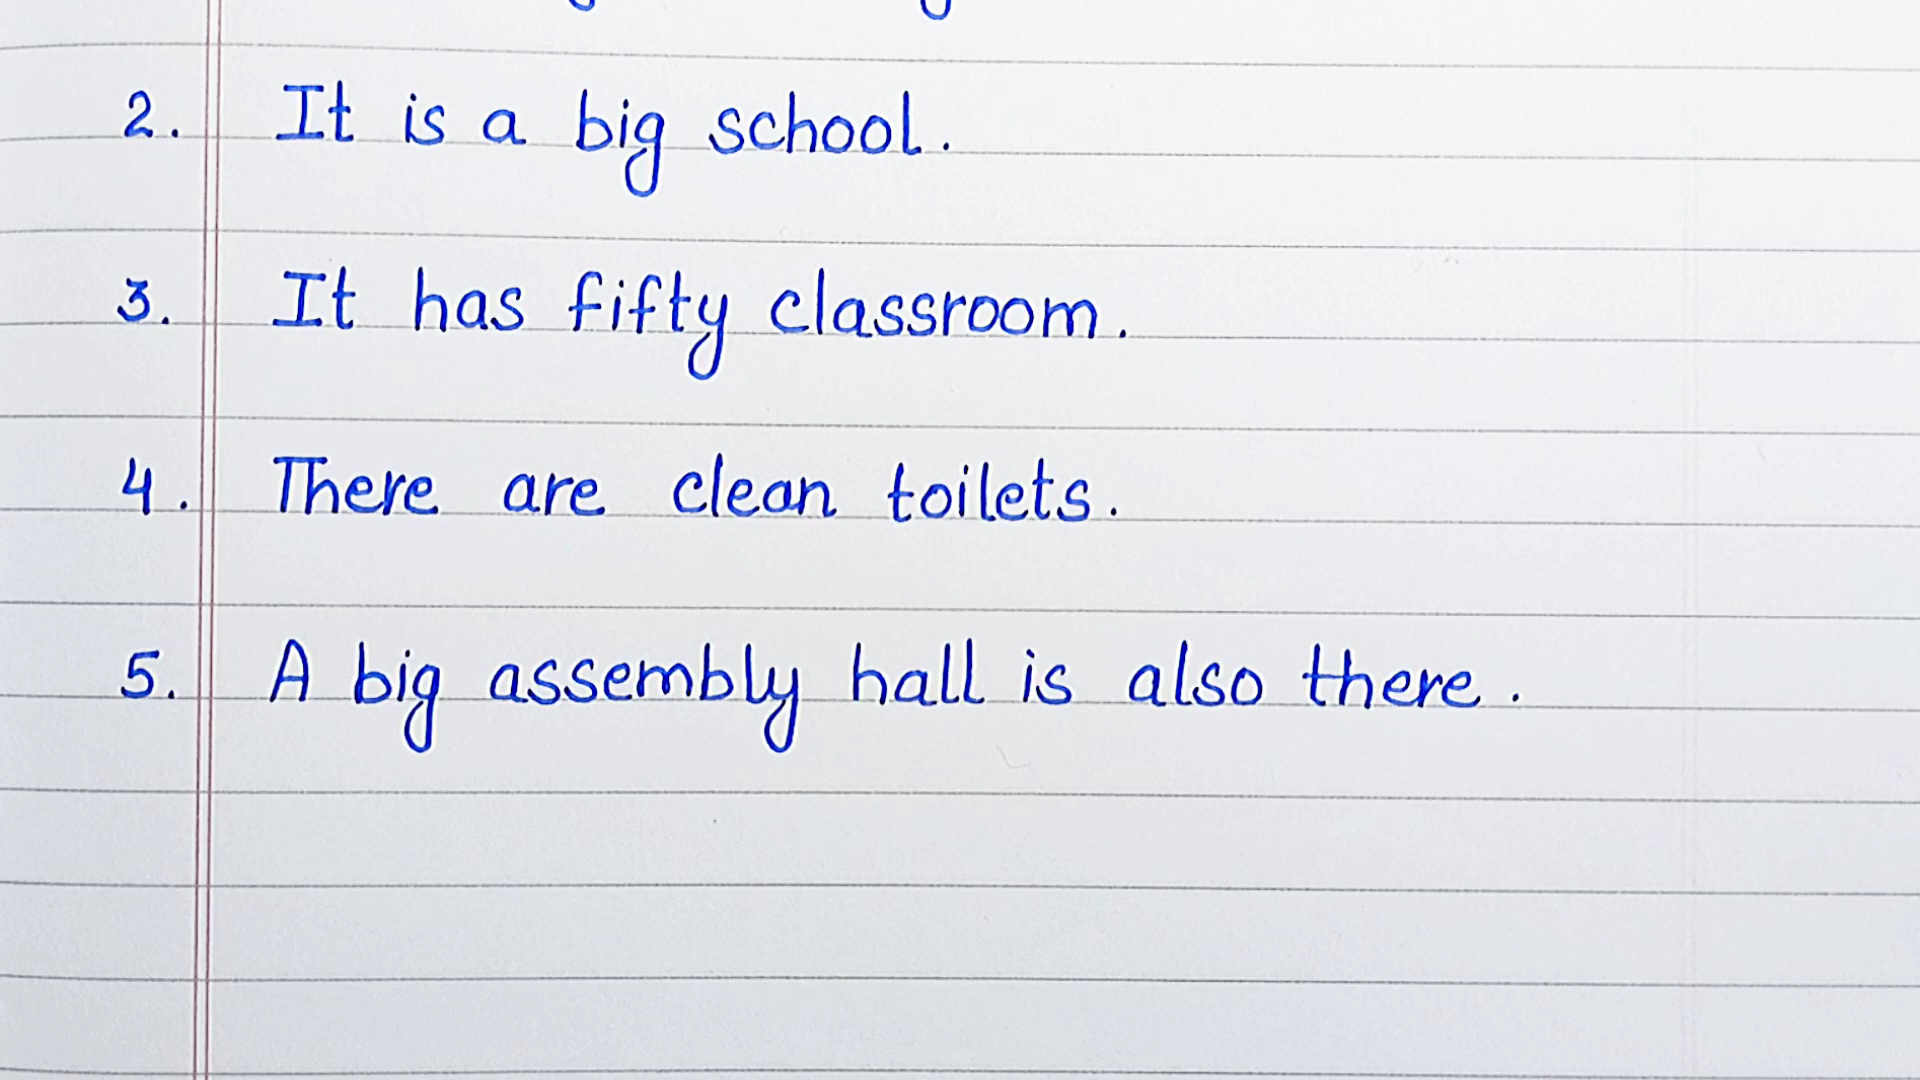 2. It is a big school.
3. It has fifty classroom.
4. There are clean toilets.
5. A big assembly hall is also there.